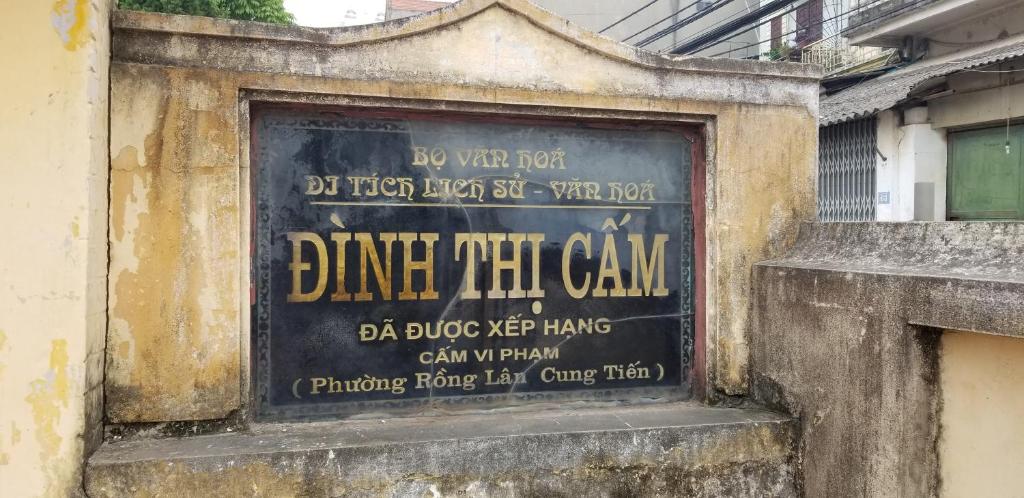 BỘ VĂN HOÁ
DI TÍCH LỊCH SỬ - VĂN HOÁ
ĐÌNH THỊ CẤM
ĐÃ ĐƯỢC XẾP HẠNG
CẤM VI PHẠM
( Phường Rồng Lân Cung Tiến )